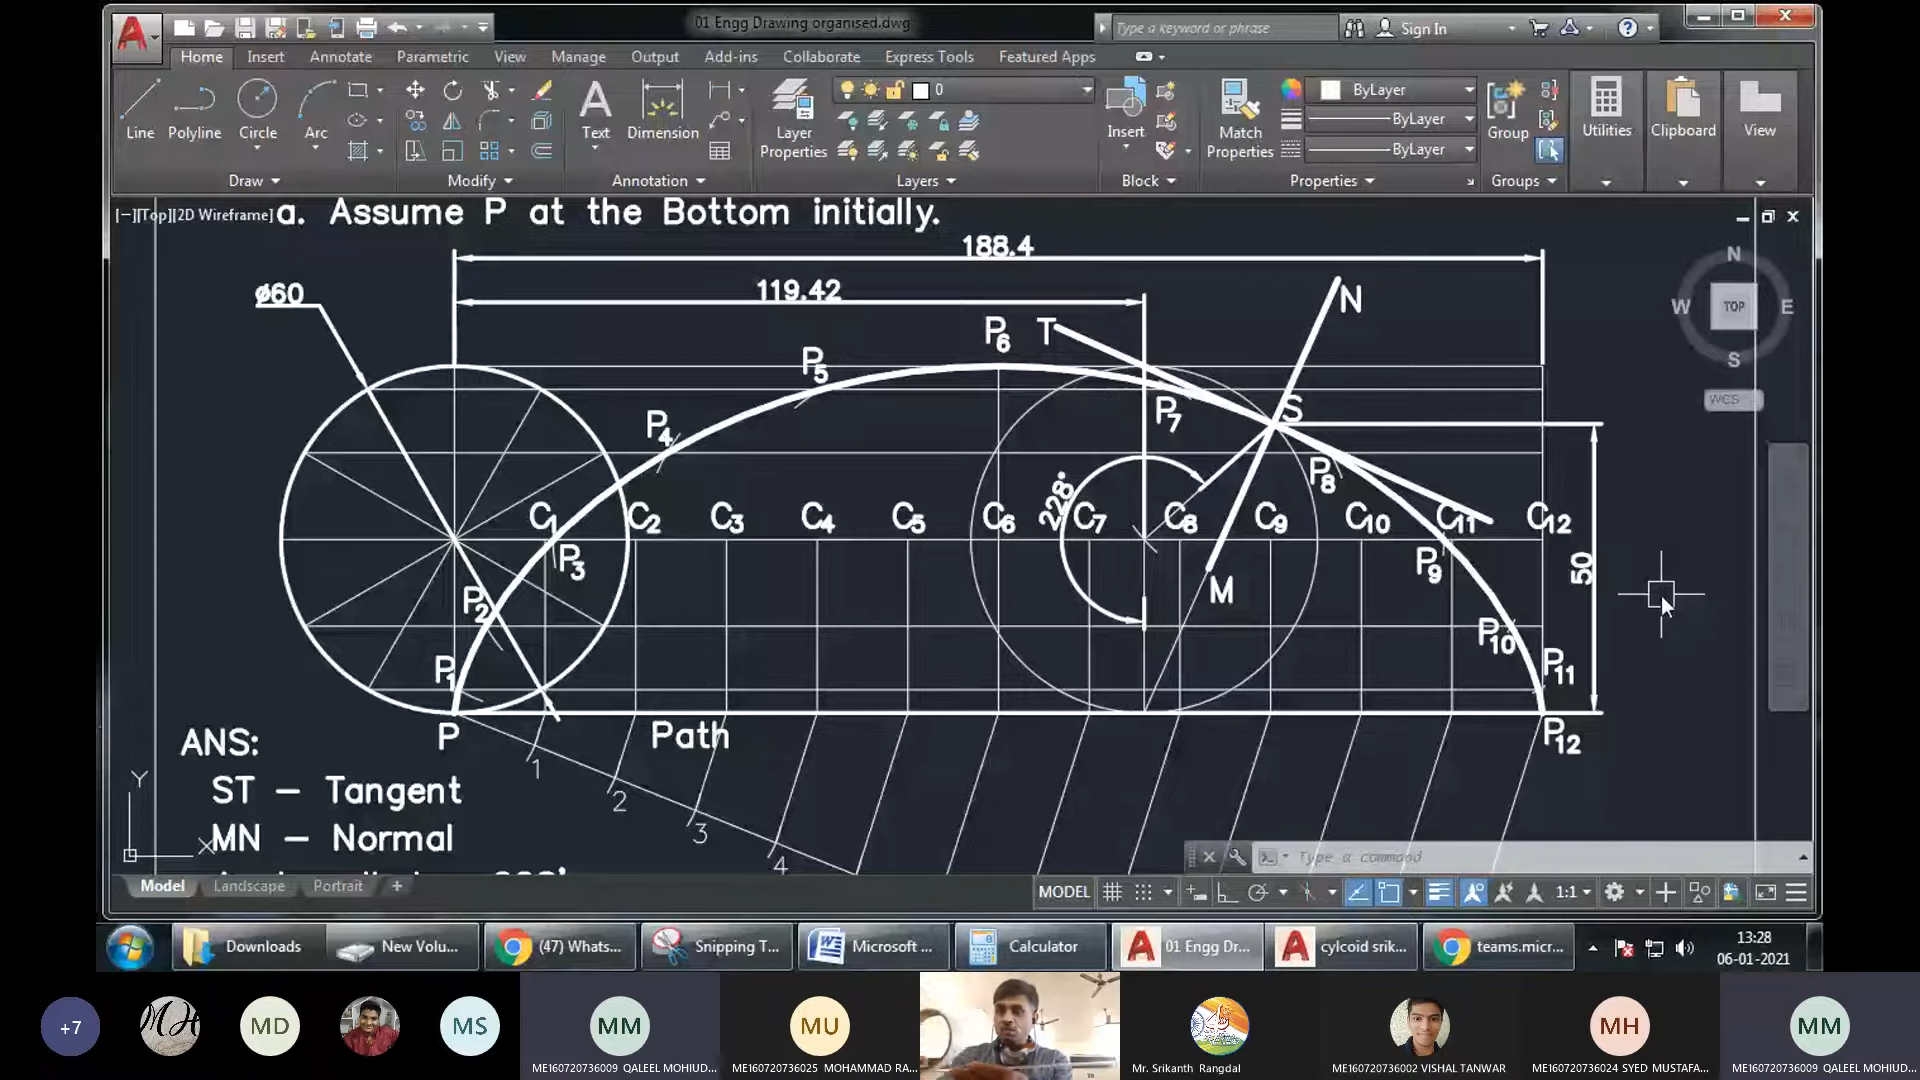 01 Engg Drawing organised.dwg
Type a keyword or phrase
Sign In
Home Insert Annotate Parametric View Manage Output Add-ins Collaborate Express Tools Featured Apps
0
ByLayer
ByLayer
ByLayer
Line Polyline Circle Arc
Text Dimension
Layer Properties
Insert
Match Properties
Group
Utilities Clipboard View
Draw Modify Annotation Layers Block Properties Groups
[−][Top][2D Wireframe]
a. Assume P at the Bottom initially.
188.4
119.42
ø60
N
W TOP E
S
WCS
P6 T N
P5
P4 P7 S
P8
228°
C1 C2 C3 C4 C5 C6 C7 C8 C9 C10 C11 C12
P3 P9 50
P2 M
P10
P1 P11
P Path P12
ANS:
1
ST – Tangent
2
3
MN – Normal
4
Y
X
Type a command
Model Landscape Portrait +
MODEL 1:1
Downloads New Volu... (47) Whats... Snipping T... Microsoft ... Calculator 01 Engg Dr... cylcoid srik... teams.micr...
13:28
06-01-2021
+7 MH MD MS MM MU MH MM
ME160720736009 QALEEL MOHIUD... ME160720736025 MOHAMMAD RA... Mr. Srikanth Rangdal ME160720736002 VISHAL TANWAR ME160720736024 SYED MUSTAFA... ME160720736009 QALEEL MOHIUD...